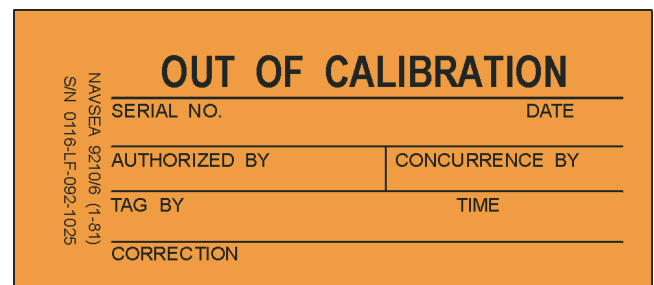 OUT OF CALIBRATION
SERIAL NO. DATE
AUTHORIZED BY CONCURRENCE BY
TAG BY TIME
CORRECTION
NAVSEA 9210/6 (1-81)
S/N 0116-LF-092-1025